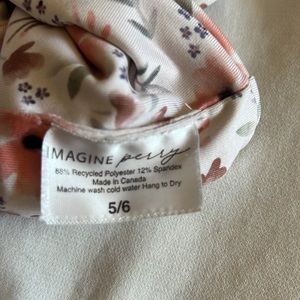 IMAGINE perry
88% Recycled Polyester 12% Spandex
Made in Canada
Machine wash cold water Hang to Dry
5/6